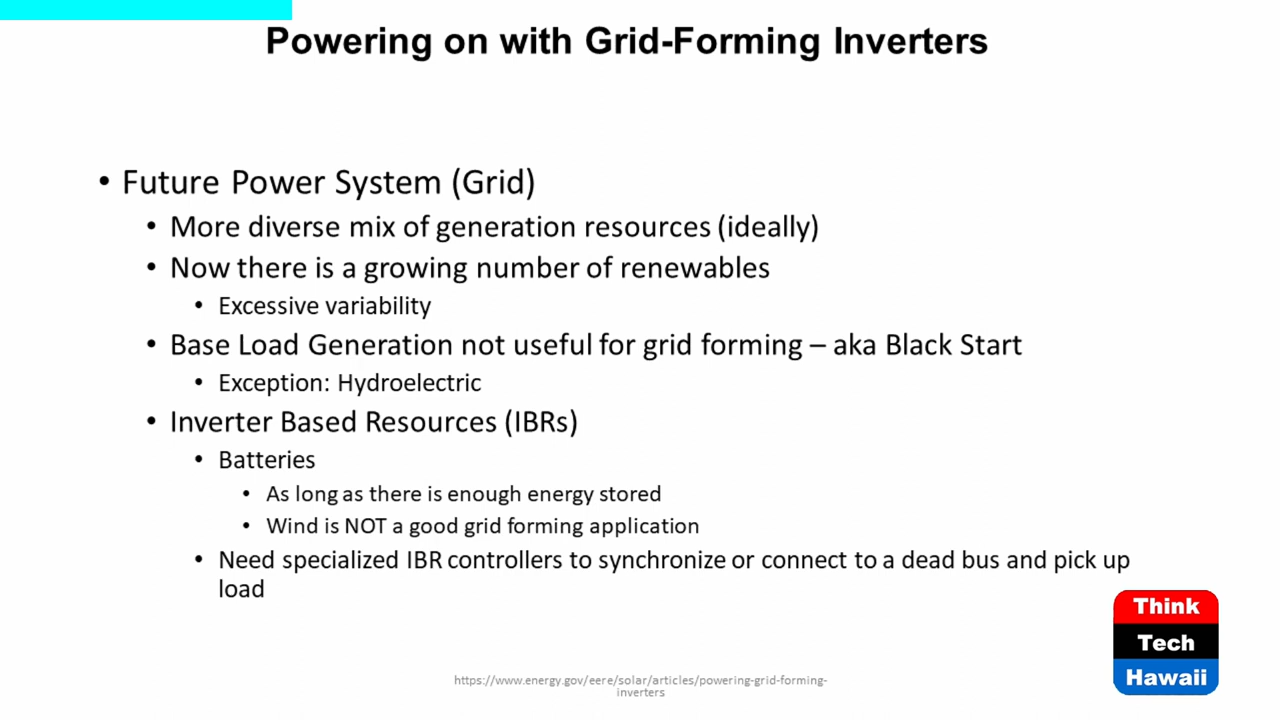 Powering on with Grid-Forming Inverters
• Future Power System (Grid)
• More diverse mix of generation resources (ideally)
• Now there is a growing number of renewables
• Excessive variability
• Base Load Generation not useful for grid forming – aka Black Start
• Exception: Hydroelectric
• Inverter Based Resources (IBRs)
• Batteries
• As long as there is enough energy stored
• Wind is NOT a good grid forming application
• Need specialized IBR controllers to synchronize or connect to a dead bus and pick up
load
Think
Tech
Hawaii
https://www.energy.gov/eere/solar/articles/powering-grid-forming-
inverters